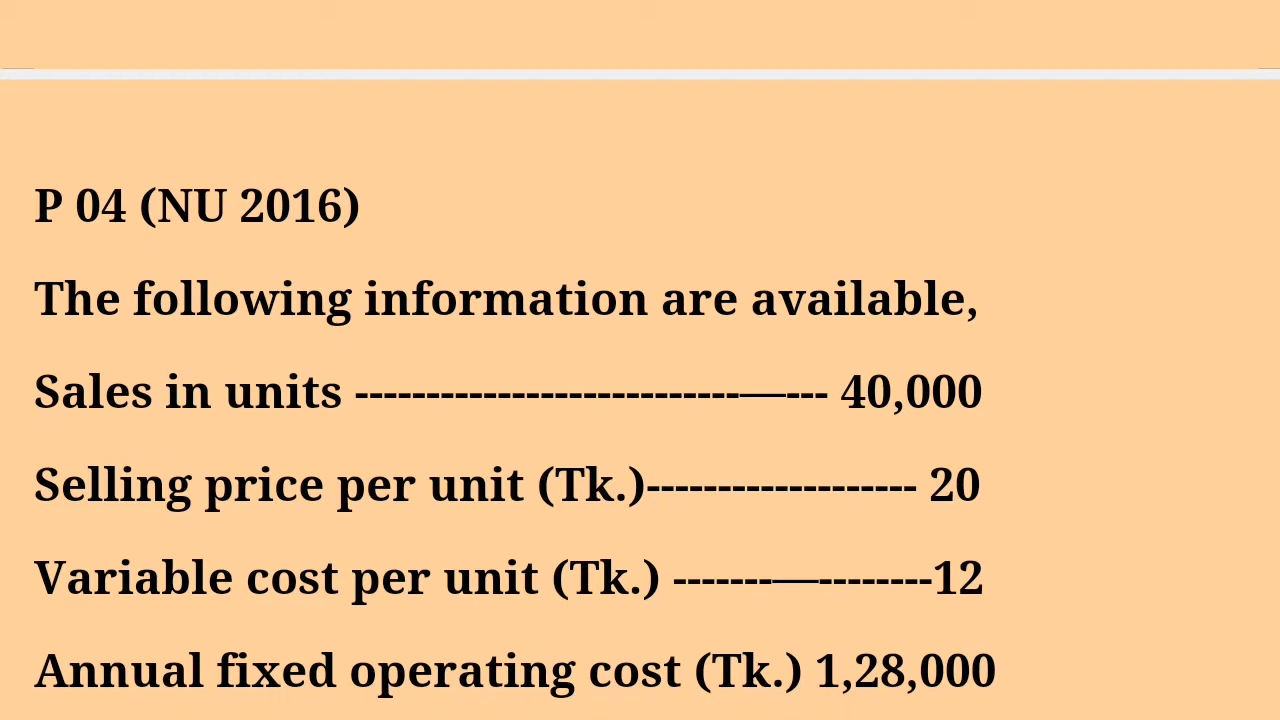 P 04 (NU 2016)
The following information are available,
Sales in units ---------------------------—--- 40,000
Selling price per unit (Tk.)------------------- 20
Variable cost per unit (Tk.) -------—--------12
Annual fixed operating cost (Tk.) 1,28,000